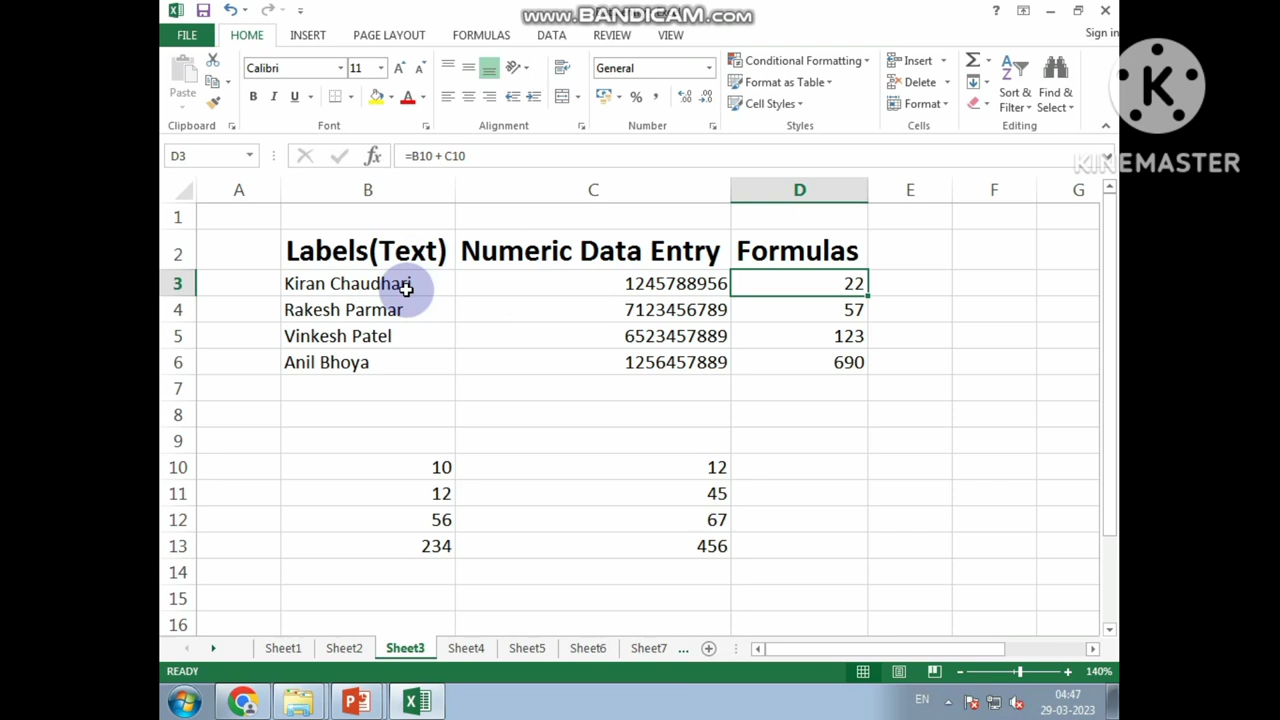 www.BANDICAM.com
Sign in
FILE HOME INSERT PAGE LAYOUT FORMULAS DATA REVIEW VIEW
K
KINEMASTER
Paste
Calibri 11
B I U A
General
Conditional Formatting
Format as Table
Cell Styles
Insert
Delete
Format
Sort & Filter
Find & Select
Clipboard Font Alignment Number Styles Cells Editing
D3 fx =B10 + C10
A B C D E F G
1
2 Labels(Text) Numeric Data Entry Formulas
3 Kiran Chaudhari 1245788956 22
4 Rakesh Parmar 7123456789 57
5 Vinkesh Patel 6523457889 123
6 Anil Bhoya 1256457889 690
7
8
9
10 10 12
11 12 45
12 56 67
13 234 456
14
15
16
Sheet1 Sheet2 Sheet3 Sheet4 Sheet5 Sheet6 Sheet7 ...
READY 140%
EN 04:47
29-03-2023